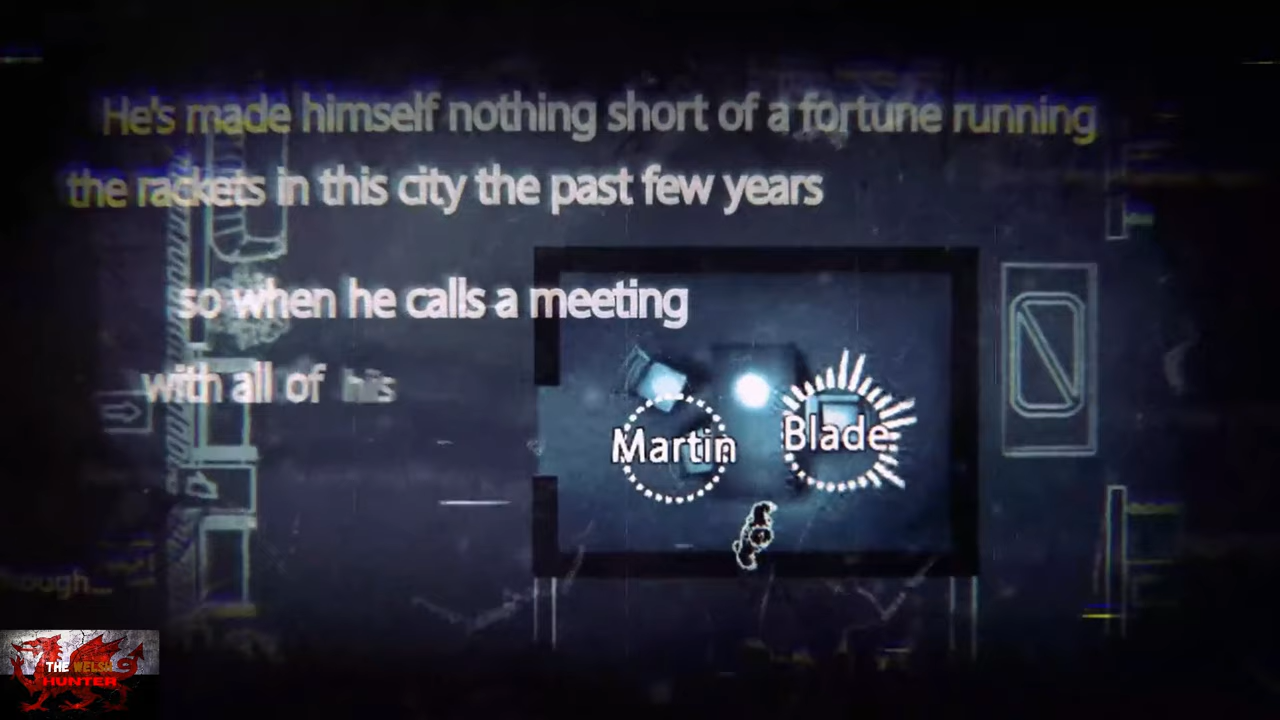 He's made himself nothing short of a fortune running
the rackets in this city the past few years
so when he calls a meeting
with all of his
Martin
Blade
THE WELSH
HUNTER